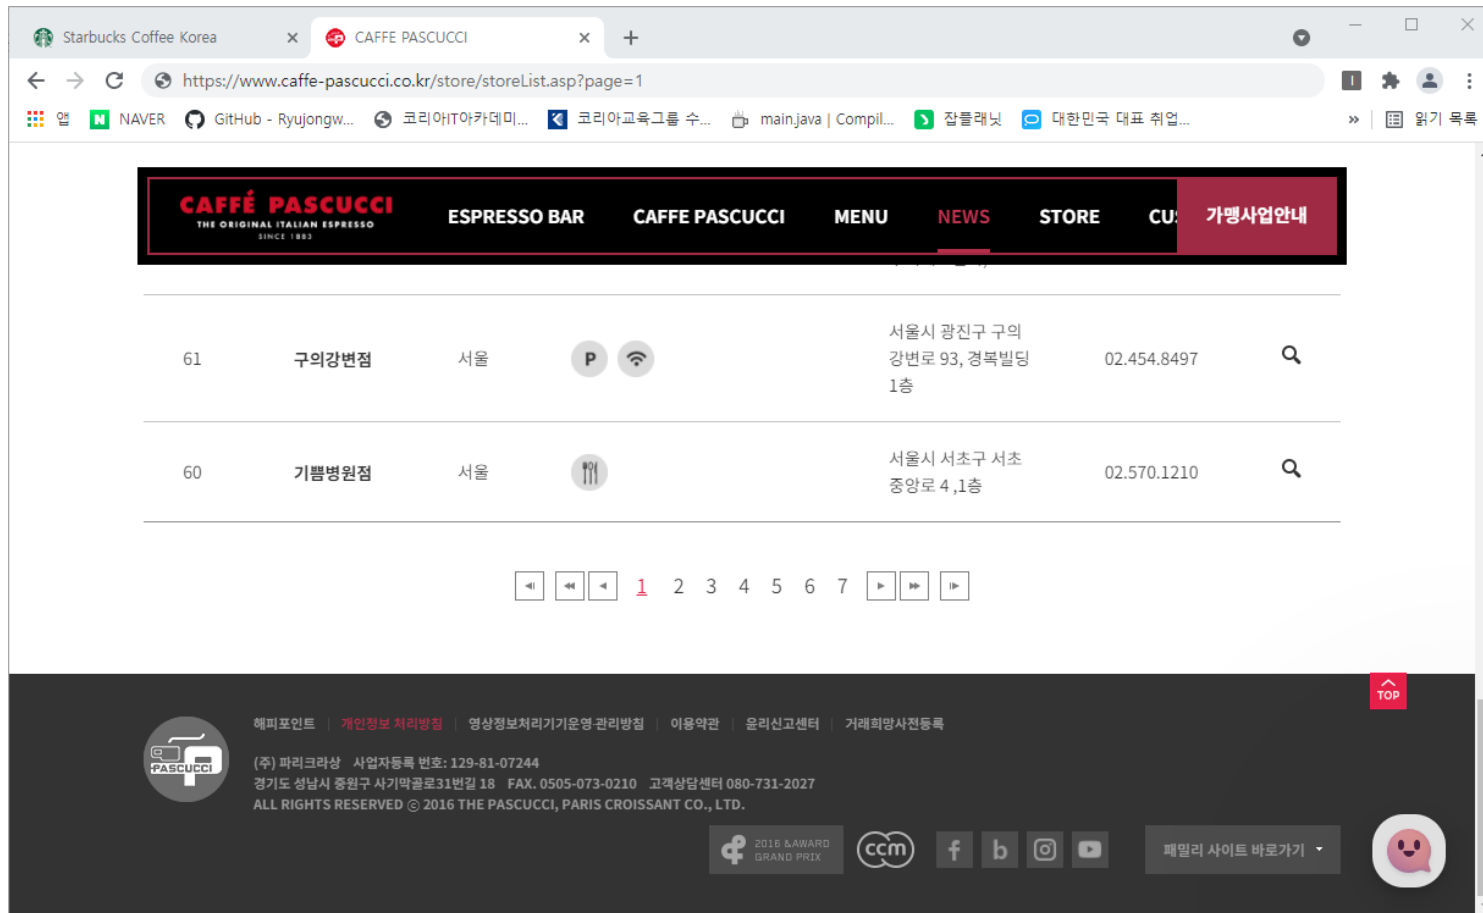 Starbucks Coffee Korea
CAFFE PASCUCCI
https://www.caffe-pascucci.co.kr/store/storeList.asp?page=1
앱
NAVER
GitHub - Ryujongw...
코리아IT아카데미...
코리아교육그룹 수...
main.java | Compil...
잡플래닛
대한민국 대표 취업...
»
읽기 목록
CAFFÉ PASCUCCI
THE ORIGINAL ITALIAN ESPRESSO
SINCE 1883
ESPRESSO BAR
CAFFE PASCUCCI
MENU
NEWS
STORE
CU
가맹사업안내
61
구의강변점
서울
P
서울시 광진구 구의
강변로 93, 경복빌딩
1층
02.454.8497
60
기쁨병원점
서울
서울시 서초구 서초
중앙로 4 ,1층
02.570.1210
1 2 3 4 5 6 7
TOP
PASCUCCI
해피포인트 | 개인정보 처리방침 | 영상정보처리기기운영·관리방침 | 이용약관 | 윤리신고센터 | 거래희망사전등록
(주) 파리크라상 사업자등록 번호: 129-81-07244
경기도 성남시 중원구 사기막골로31번길 18 FAX. 0505-073-0210 고객상담센터 080-731-2027
ALL RIGHTS RESERVED ⓒ 2016 THE PASCUCCI, PARIS CROISSANT CO., LTD.
2016 &AWARD
GRAND PRIX
ccm
f
b
패밀리 사이트 바로가기